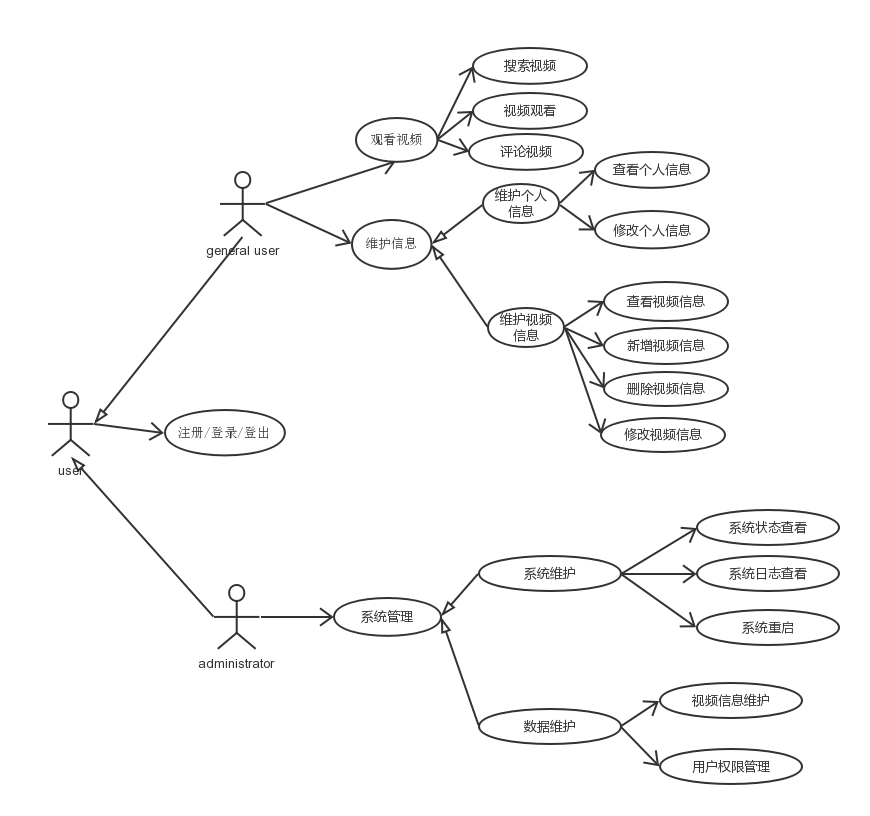 搜索视频
视频观看
观看视频
评论视频
查看个人信息
维护个人
信息
修改个人信息
general user
维护信息
查看视频信息
维护视频
信息
新增视频信息
删除视频信息
修改视频信息
注册/登录/登出
user
系统状态查看
系统维护
系统日志查看
系统管理
系统重启
administrator
视频信息维护
数据维护
用户权限管理